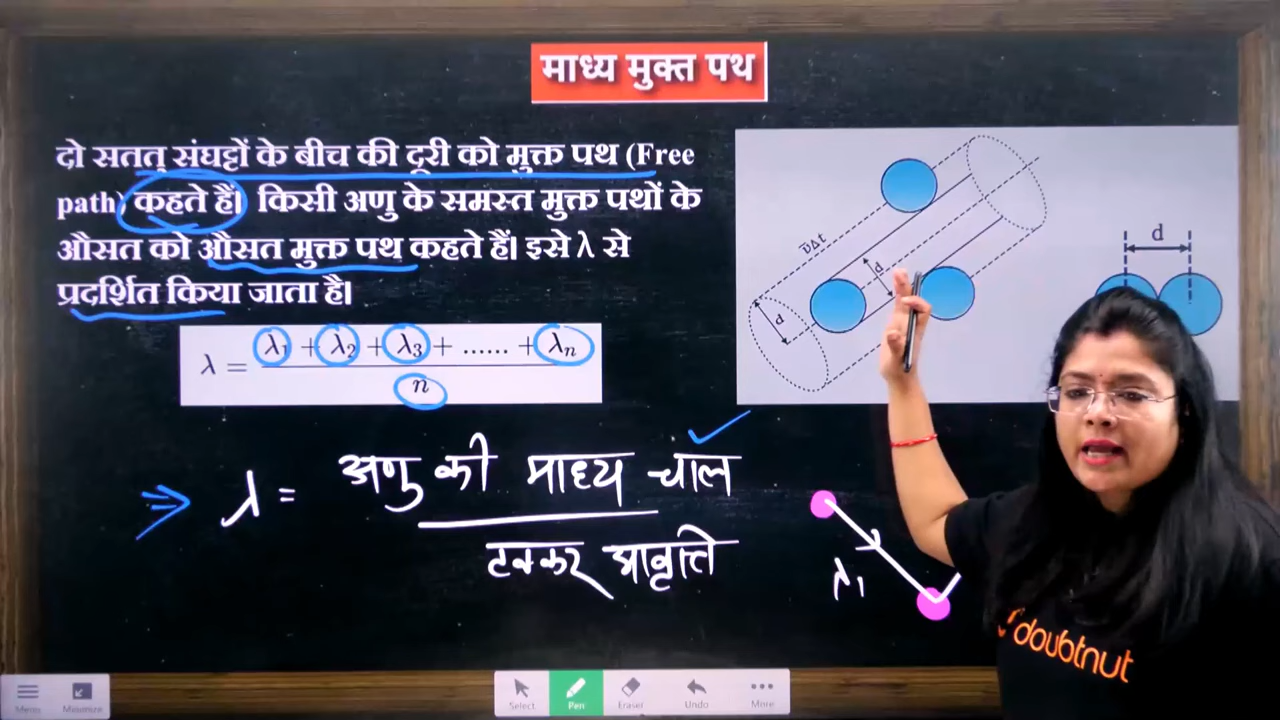 माध्य मुक्त पथ
दो सतत् संघट्टों के बीच की दूरी को मुक्त पथ (Free
path) कहते हैं। किसी अणु के समस्त मुक्त पथों के
औसत को औसत मुक्त पथ कहते हैं। इसे λ से
प्रदर्शित किया जाता है।
λ = (λ₁ + λ₂ + λ₃ + ...... + λₙ) / n
λ = अणु की माध्य चाल
टक्कर आवृत्ति
ῡΔt
d
d
d
λ₁
doubtnut
Menu
Maximize
Select
Pen
Eraser
Undo
More